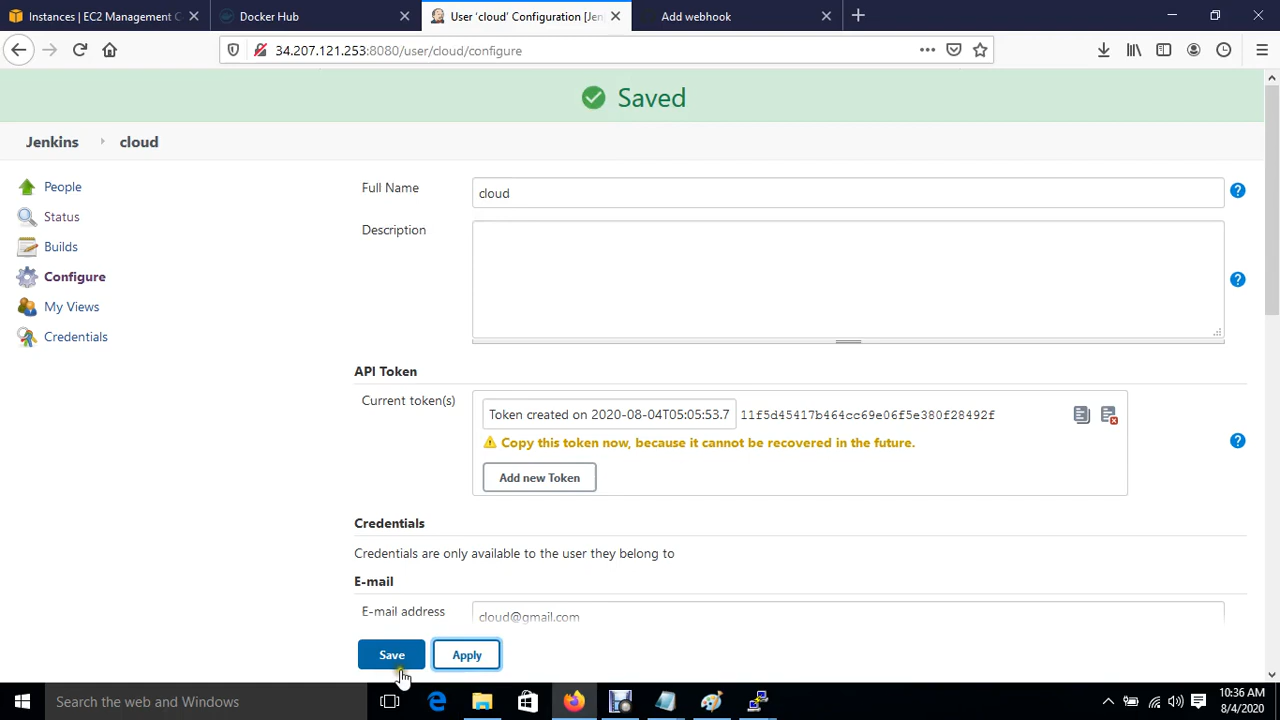 Instances | EC2 Management C
Docker Hub
User 'cloud' Configuration [Jen
Add webhook
34.207.121.253:8080/user/cloud/configure
Saved
Jenkins
cloud
People
Status
Builds
Configure
My Views
Credentials
Full Name
cloud
Description
API Token
Current token(s)
Token created on 2020-08-04T05:05:53.7
11f5d45417b464cc69e06f5e380f28492f
Copy this token now, because it cannot be recovered in the future.
Add new Token
Credentials
Credentials are only available to the user they belong to
E-mail
E-mail address
cloud@gmail.com
Save
Apply
Search the web and Windows
10:36 AM
8/4/2020